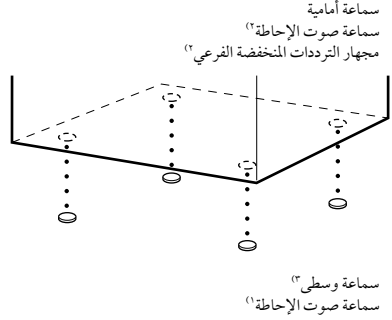 سماعة أمامية
سماعة صوت الإحاطة٢)
مجهار الترددات المنخفضة الفرعي٢)
سماعة وسطى٣)
سماعة صوت الإحاطة١)